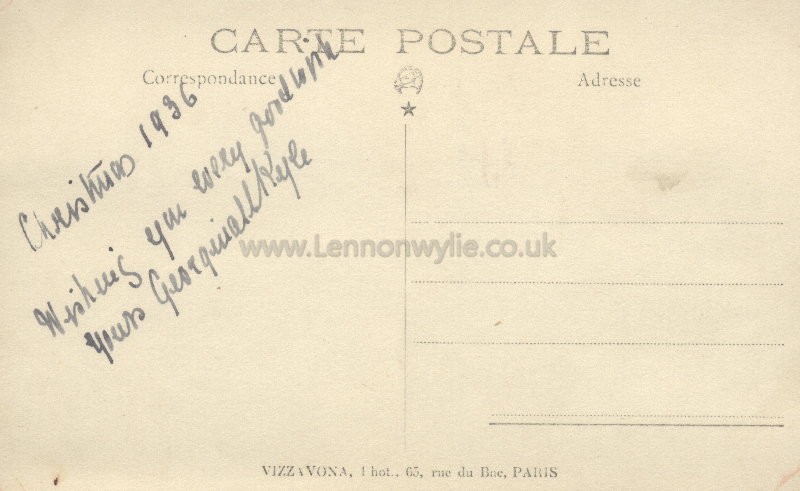 CARTE POSTALE
Correspondance
Adresse
Christmas 1936
Wishing you every good wish
yours Georgina M Kyle
www.Lennonwylie.co.uk
VIZZAVONA, Phot., 65, rue du Bac, PARIS